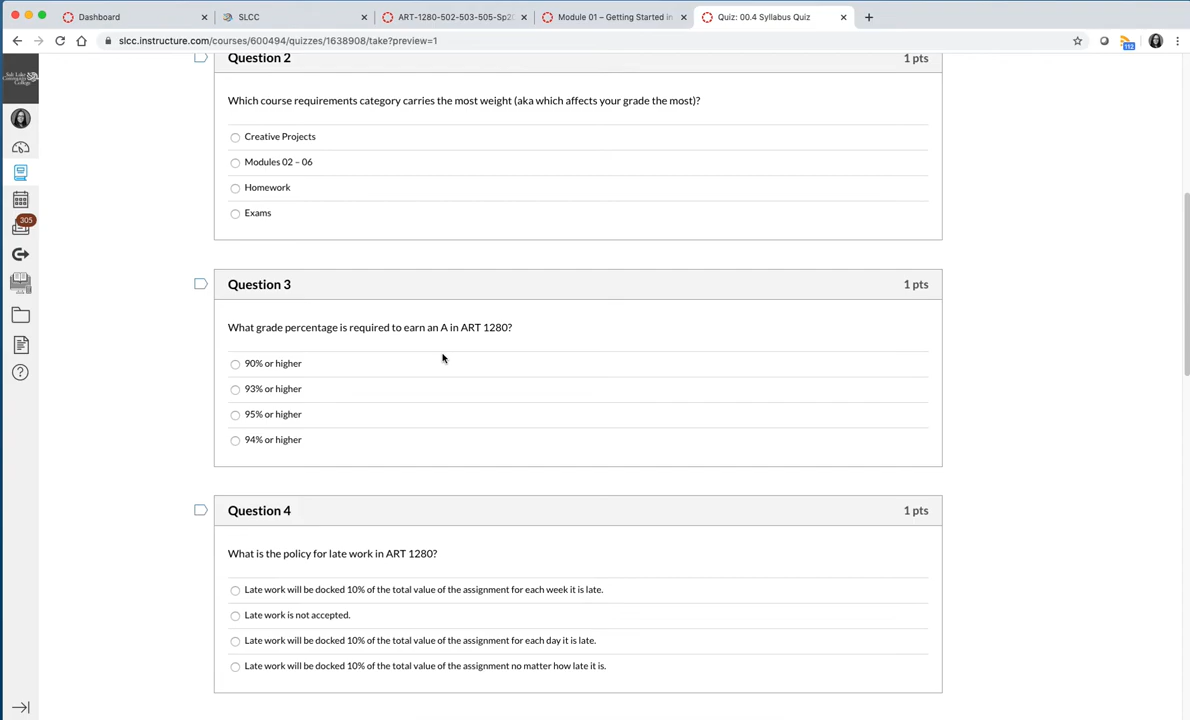 Dashboard
SLCC
ART-1280-502-503-505-Sp20
Module 01 – Getting Started in
Quiz: 00.4 Syllabus Quiz
slcc.instructure.com/courses/600494/quizzes/1638908/take?preview=1
112
Salt Lake
Community
College
305
Question 2
1 pts
Which course requirements category carries the most weight (aka which affects your grade the most)?
Creative Projects
Modules 02 – 06
Homework
Exams
Question 3
1 pts
What grade percentage is required to earn an A in ART 1280?
90% or higher
93% or higher
95% or higher
94% or higher
Question 4
1 pts
What is the policy for late work in ART 1280?
Late work will be docked 10% of the total value of the assignment for each week it is late.
Late work is not accepted.
Late work will be docked 10% of the total value of the assignment for each day it is late.
Late work will be docked 10% of the total value of the assignment no matter how late it is.